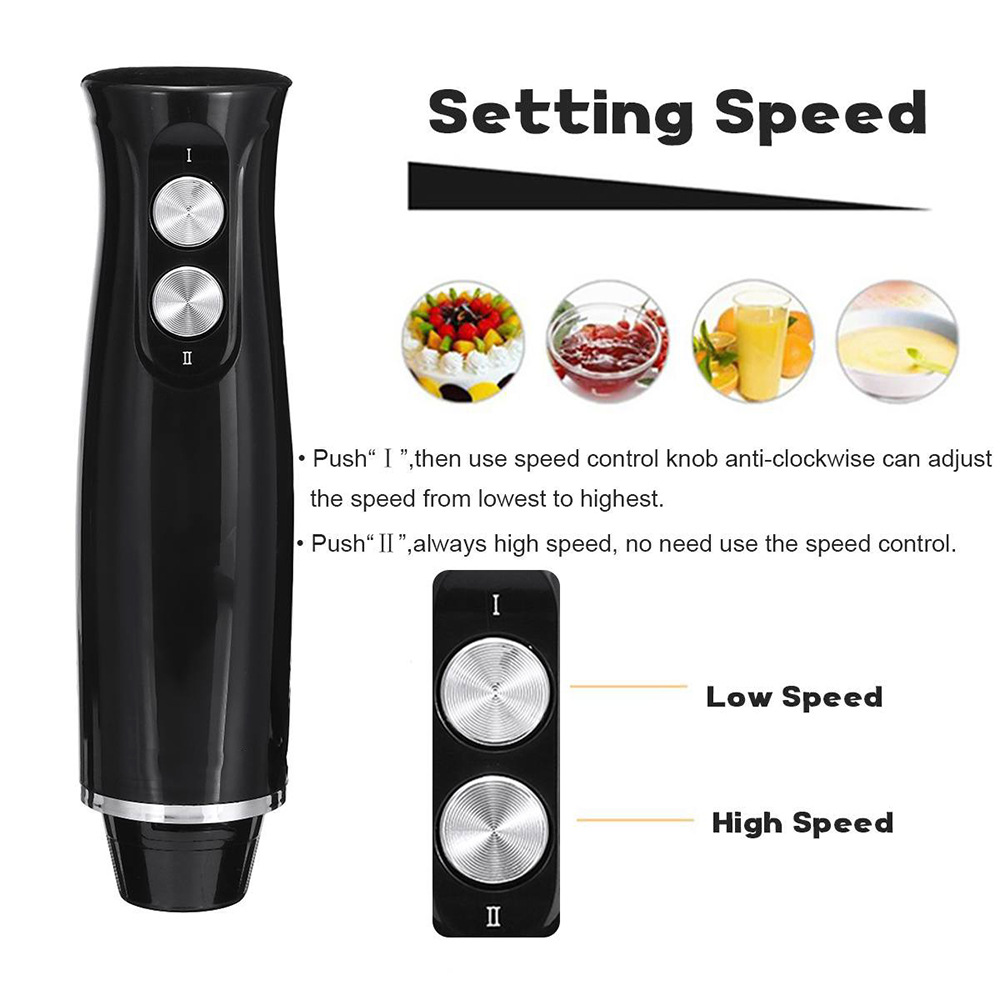 Setting Speed
I
II
• Push“Ⅰ”,then use speed control knob anti-clockwise can adjust
the speed from lowest to highest.
• Push“Ⅱ”,always high speed, no need use the speed control.
I
Low Speed
High Speed
II